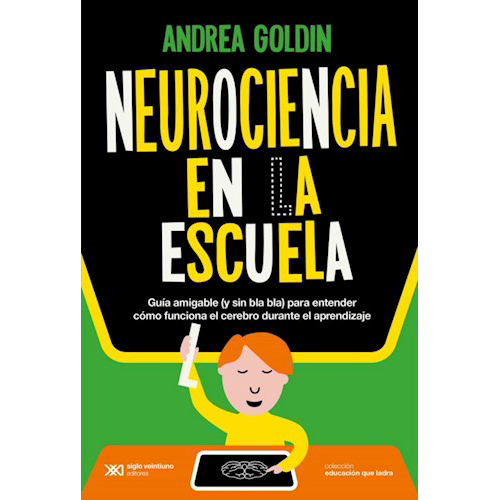 ANDREA GOLDIN
NEUROCIENCIA
EN LA
ESCUELA
Guía amigable (y sin bla bla) para entender
cómo funciona el cerebro durante el aprendizaje
L
siglo veintiuno
editores
colección
educación que ladra